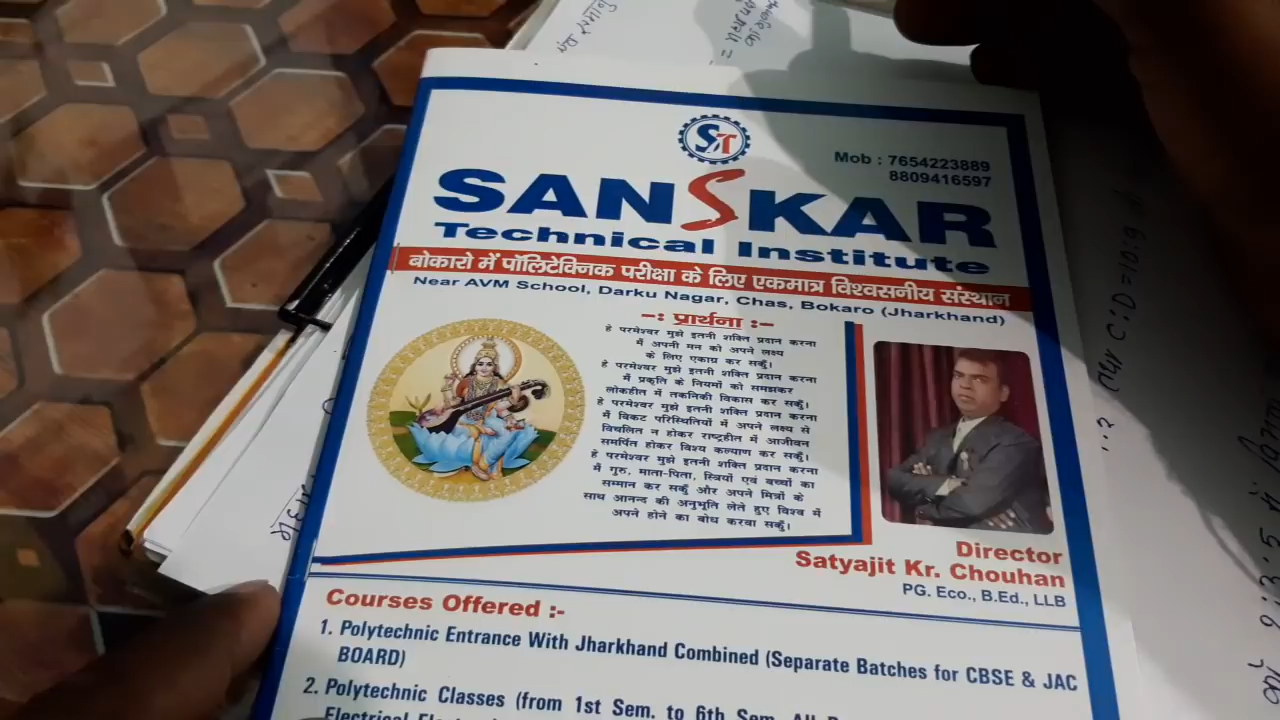 ST
Mob : 7654223889
8809416597
SANSKAR
Technical Institute
बोकारो में पॉलिटेक्निक परीक्षा के लिए एकमात्र विश्वसनीय संस्थान
Near AVM School, Darku Nagar, Chas, Bokaro (Jharkhand)
-: प्रार्थना :-
हे परमेश्वर मुझे इतनी शक्ति प्रदान करना
में अपनी मन को अपने लक्ष्य
के लिए एकाग्र कर सकूँ।
हे परमेश्वर मुझे इतनी शक्ति प्रदान करना
में प्रकृति के नियमों को समझकर
लोकहीत में तकनिकी विकास कर सकूँ।
हे परमेश्वर मुझे इतनी शक्ति प्रदान करना
में विकट परिस्थितियों में अपने लक्ष्य से
विचलित न होकर राष्ट्रहीत में आजीवन
समर्पित होकर विश्य कल्याण कर सकूँ।
हे परमेश्वर मुझे इतनी शक्ति प्रदान करना
मैं गुरु, माता-पिता, स्त्रियों एवं बच्चों का
सम्मान कर सकुँ और अपने मित्रों के
साथ आनन्द की अनुभूति लेते हुए विश्व में
अपने होने का बोध करवा सकूँ।
Director
Satyajit Kr. Chouhan
PG. Eco., B.Ed., LLB
Courses Offered :-
1. Polytechnic Entrance With Jharkhand Combined (Separate Batches for CBSE & JAC
BOARD)
2. Polytechnic Classes (from 1st Sem. to 6th Sem. All